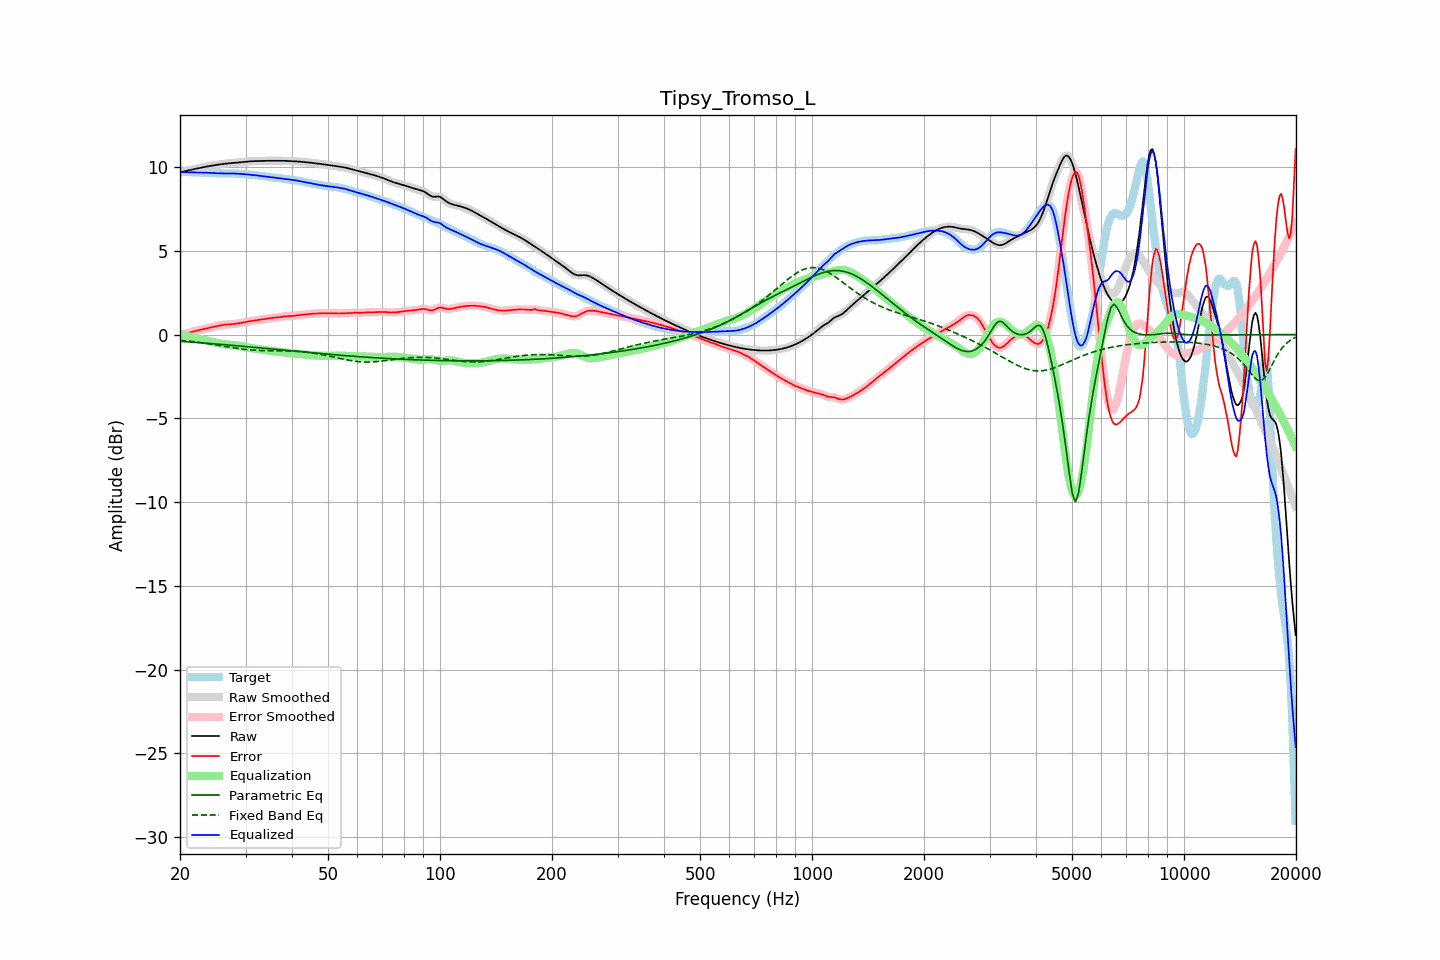 Tipsy_Tromso_L
Amplitude (dBr)
10
5
0
−5
−10
−15
−20
−25
−30
Target
Raw Smoothed
Error Smoothed
Raw
Error
Equalization
Parametric Eq
Fixed Band Eq
Equalized
20 50 100 200 500 1000 2000 5000 10000 20000
Frequency (Hz)